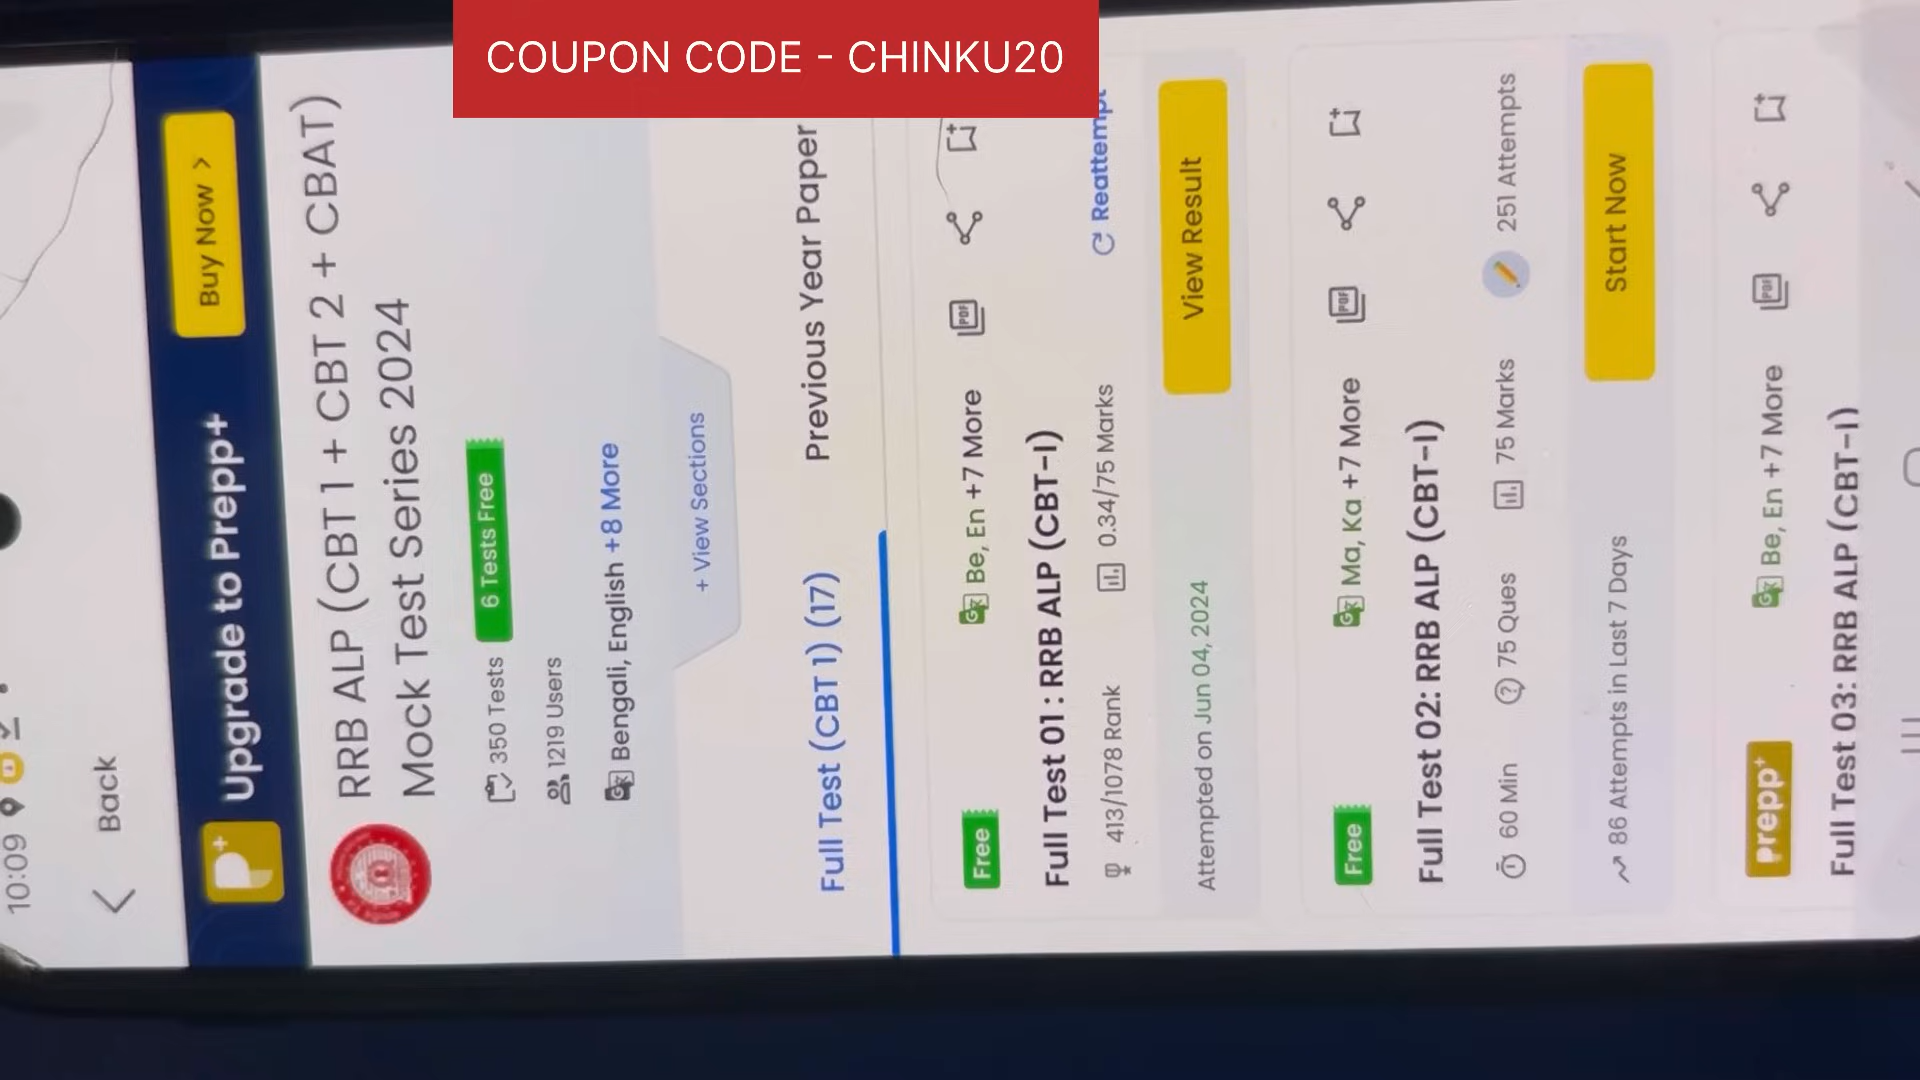 COUPON CODE - CHINKU20
10:09
Back
Upgrade to Prepp+
Buy Now >
RRB ALP (CBT 1 + CBT 2 + CBAT)
Mock Test Series 2024
350 Tests
6 Tests Free
1219 Users
Bengali, English +8 More
+ View Sections
Full Test (CBT 1) (17)
Previous Year Paper
Free
Be, En +7 More
PDF
Full Test 01 : RRB ALP (CBT-I)
413/1078 Rank
0.34/75 Marks
Reattempt
Attempted on Jun 04, 2024
View Result
Free
Ma, Ka +7 More
PDF
Full Test 02: RRB ALP (CBT-I)
60 Min
75 Ques
75 Marks
251 Attempts
86 Attempts in Last 7 Days
Start Now
Prepp+
Be, En +7 More
PDF
Full Test 03: RRB ALP (CBT-I)